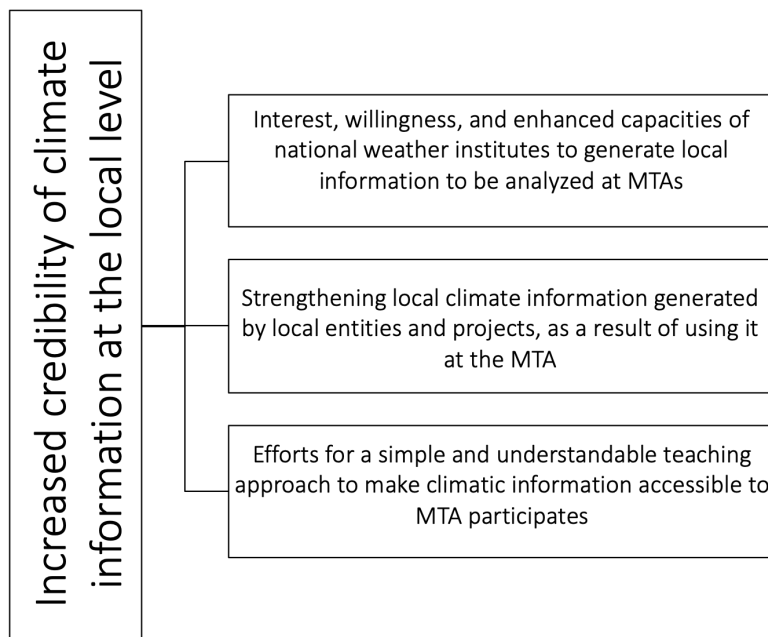 Increased credibility of climate
information at the local level
Interest, willingness, and enhanced capacities of
national weather institutes to generate local
information to be analyzed at MTAs
Strengthening local climate information generated
by local entities and projects, as a result of using it
at the MTA
Efforts for a simple and understandable teaching
approach to make climatic information accessible to
MTA participates